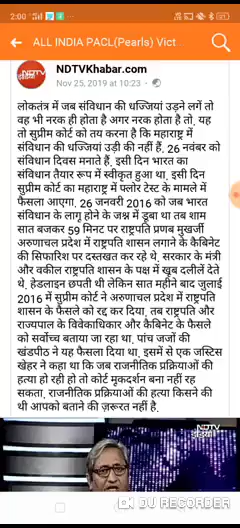 2:00
ALL INDIA PACL(Pearls) Vict
NDTVKhabar.com
Nov 25, 2019 at 10:23
लोकतंत्र में जब संविधान की धज्जियां उड़ने लगें तो
वह भी नरक ही होता है अगर नरक होता है तो, यह
तो सुप्रीम कोर्ट को तय करना है कि महाराष्ट्र में
संविधान की धज्जियां उड़ी की नहीं हैं, 26 नवंबर को
संविधान दिवस मनाते हैं, इसी दिन भारत का
संविधान तैयार रूप में स्वीकृत हुआ था. इसी दिन
सुप्रीम कोर्ट का महाराष्ट्र में फ्लोर टेस्ट के मामले में
फैसला आएगा. 26 जनवरी 2016 को जब भारत
संविधान के लागू होने के जश्न में डूबा था तब शाम
सात बजकर 59 मिनट पर राष्ट्रपति प्रणब मुखर्जी
अरुणाचल प्रदेश में राष्ट्रपति शासन लगाने के कैबिनेट
की सिफारिश पर दस्तखत कर रहे थे. सरकार के मंत्री
और वकील राष्ट्रपति शासन के पक्ष में खूब दलीलें देते
थे. हेडलाइन छपती थी लेकिन सात महीने बाद जुलाई
2016 में सुप्रीम कोर्ट ने अरुणाचल प्रदेश में राष्ट्रपति
शासन के फैसले को रद्द कर दिया. तब राष्ट्रपति और
राज्यपाल के विवेकाधिकार और कैबिनेट के फैसले
को सर्वोच्च बताया जा रहा था. पांच जजों की
खंडपीठ ने यह फैसला दिया था. इसमें से एक जस्टिस
खेहर ने कहा था कि जब राजनीतिक प्रक्रियाओं की
हत्या हो रही हो तो कोर्ट मूकदर्शन बना नहीं रह
सकता. राजनीतिक प्रक्रियाओं की हत्या किसने की
थी आपको बताने की ज़रूरत नहीं है.
NDTV
इंडिया
DU RECORDER